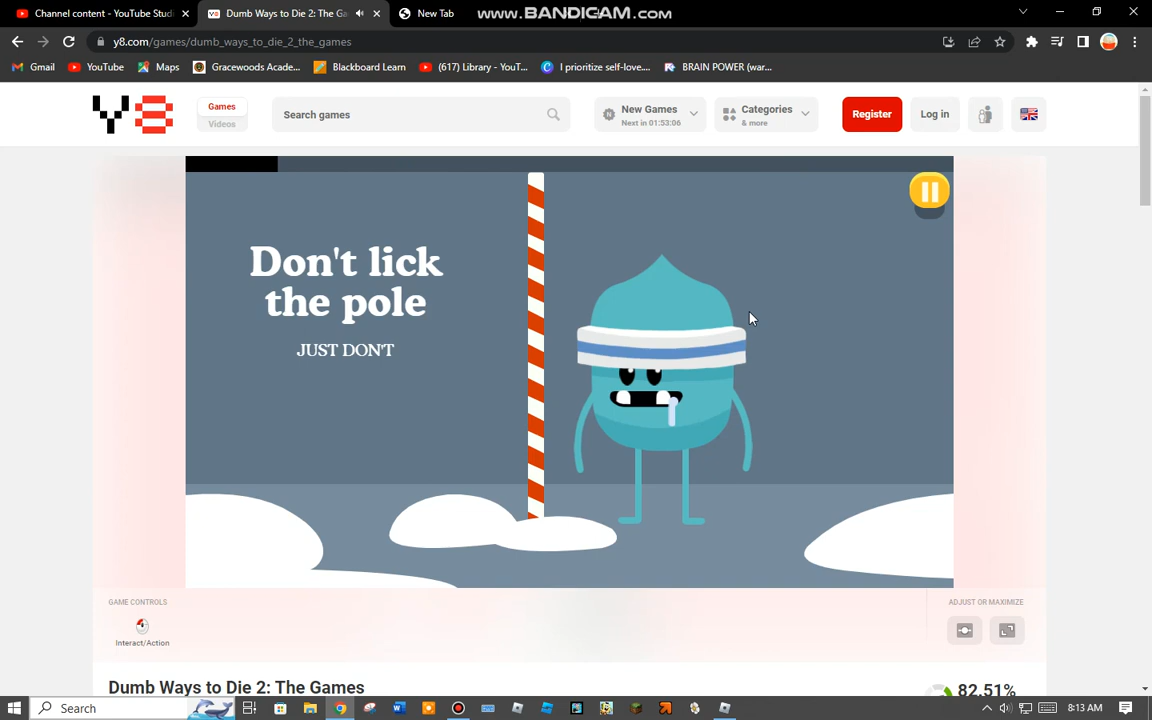 Channel content - YouTube Studi
Dumb Ways to Die 2: The Ga
New Tab
www.BANDICAM.com
y8.com/games/dumb_ways_to_die_2_the_games
Gmail
YouTube
Maps
Gracewoods Acade...
Blackboard Learn
(617) Library - YouT...
I prioritize self-love....
BRAIN POWER (war...
Y8
Games
Videos
Search games
New Games
Next in 01:53:06
Categories
& more
Register
Log in
Don't lick
the pole
JUST DON'T
GAME CONTROLS
Interact/Action
ADJUST OR MAXIMIZE
Dumb Ways to Die 2: The Games
82.51%
Search
8:13 AM